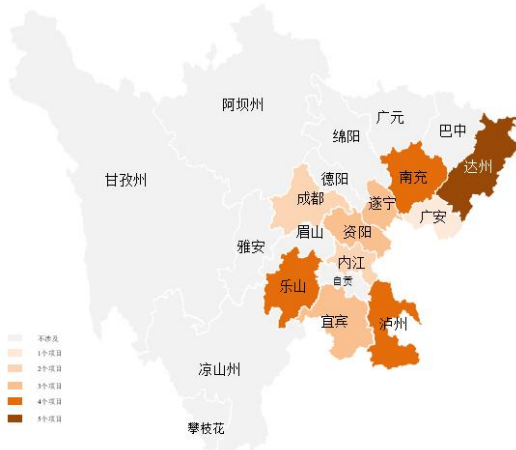 阿坝州
广元
绵阳
巴中
达州
德阳
甘孜州
南充
成都
遂宁
广安
资阳
眉山
雅安
内江
自贡
乐山
宜宾
泸州
凉山州
攀枝花
不涉及
1个项目
2个项目
3个项目
4个项目
5个项目